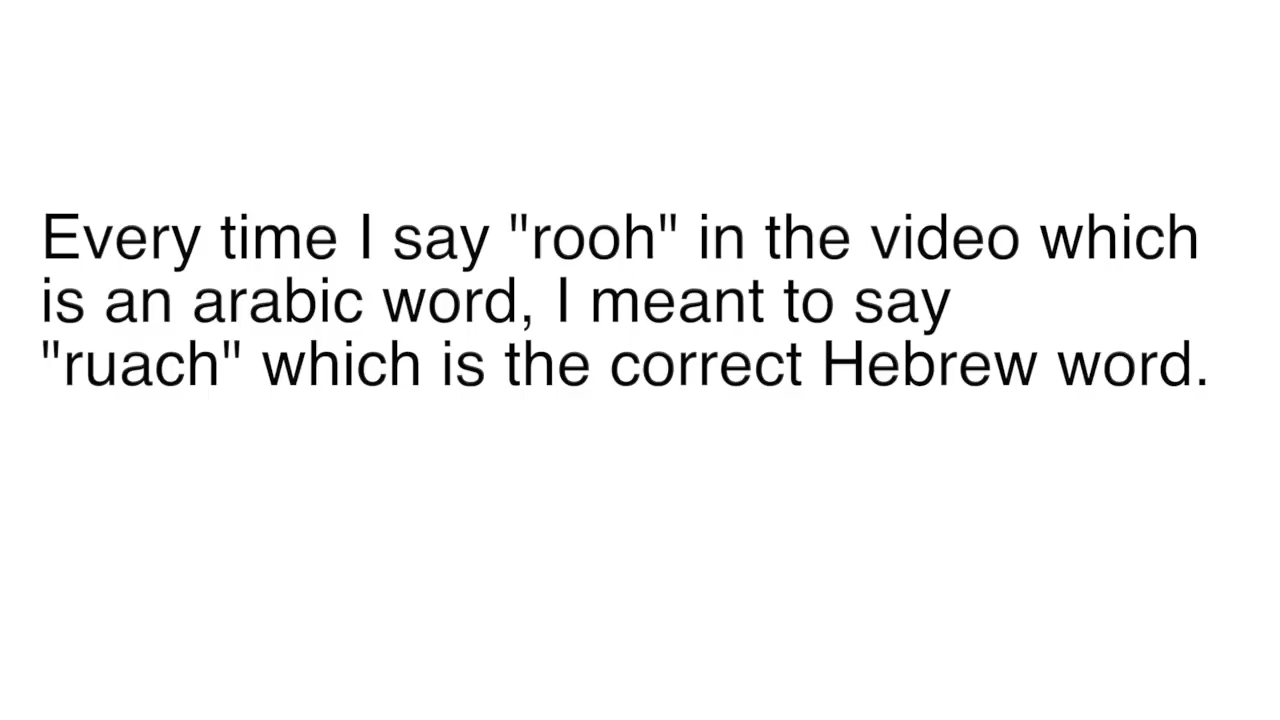 Every time I say "rooh" in the video which
is an arabic word, I meant to say
"ruach" which is the correct Hebrew word.